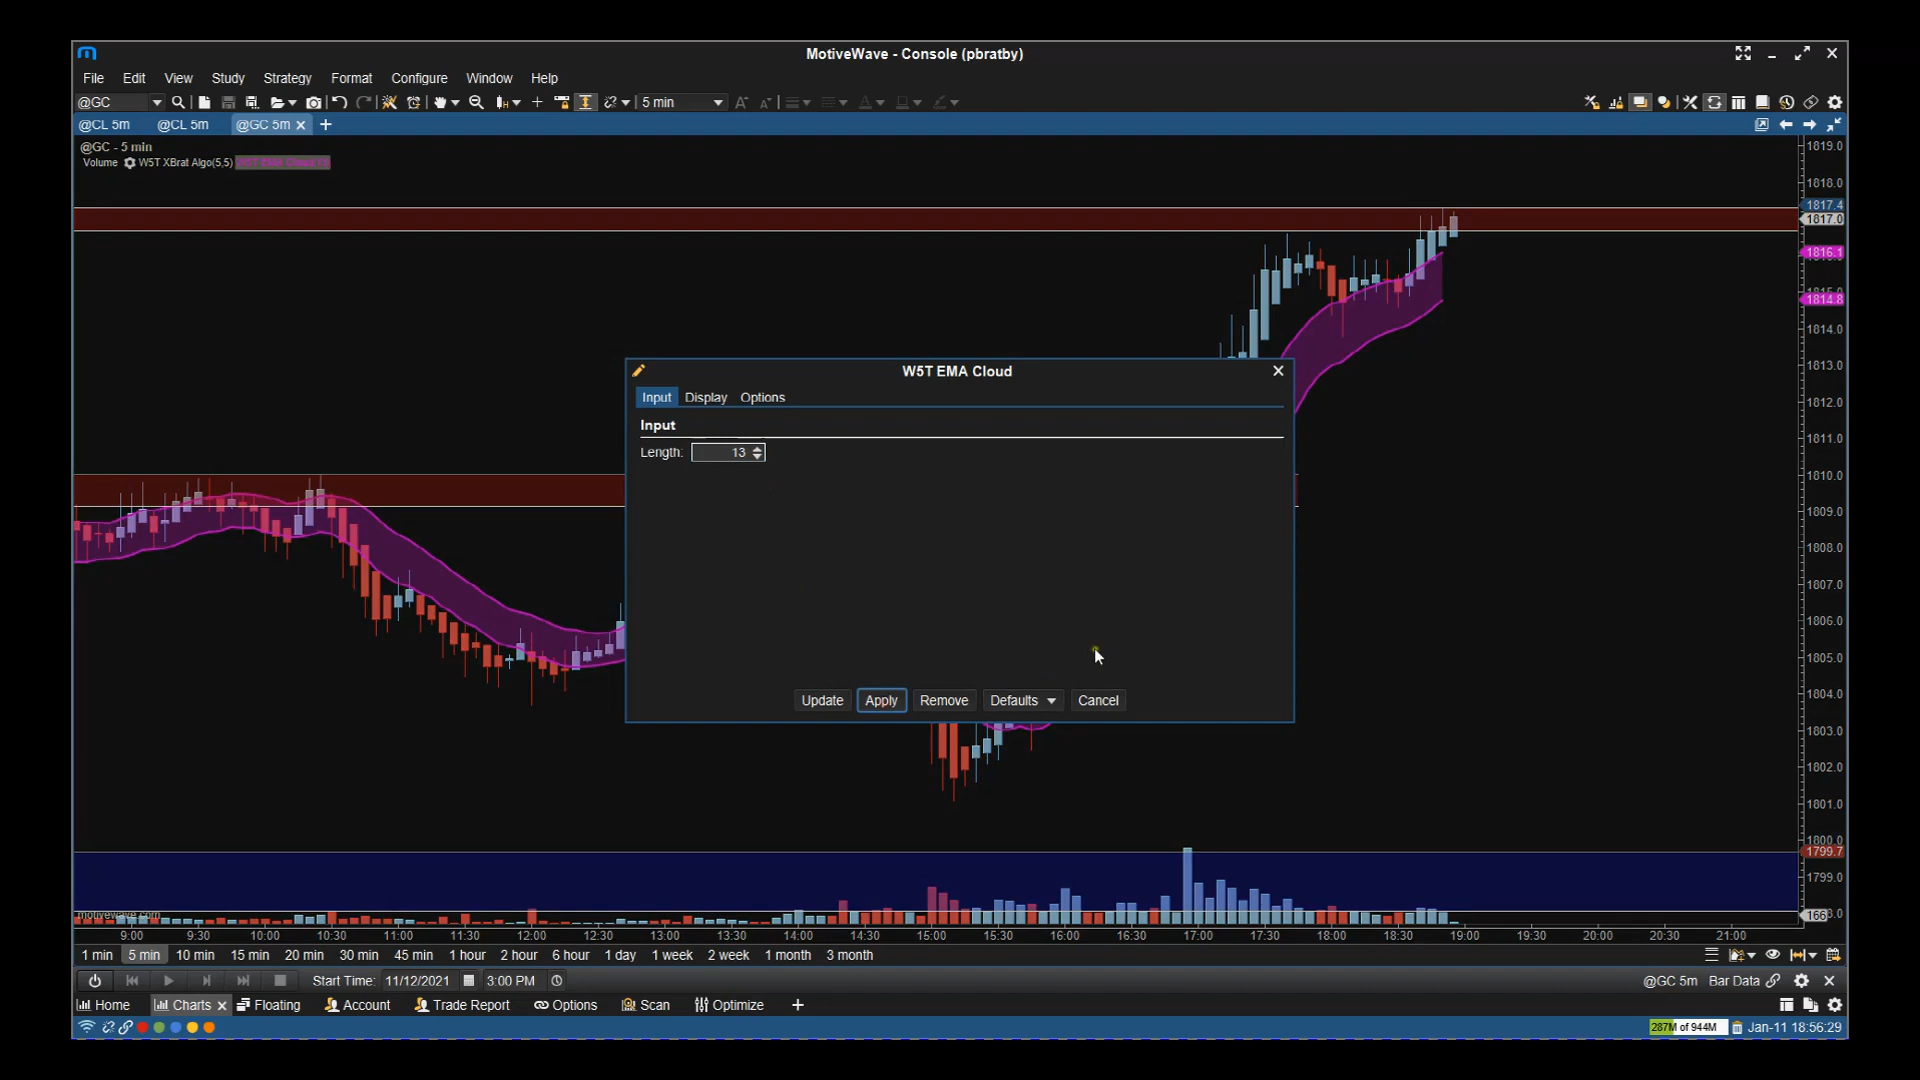 MotiveWave - Console (pbratby)
File Edit View Study Strategy Format Configure Window Help
@GC 5 min
@CL 5m @CL 5m @GC 5m
@GC - 5 min
Volume W5T XBrat Algo(5,5) W5T EMA Cloud(13)
1819.0
1818.0
1817.4
1817.0
1816.1
1814.8
1814.0
1813.0
1812.0
1811.0
1810.0
1809.0
1808.0
1807.0
1806.0
1805.0
1804.0
1803.0
1802.0
1801.0
1800.0
1799.7
1799.0
166
W5T EMA Cloud
Input Display Options
Input
Length: 13
Update Apply Remove Defaults Cancel
motivewave.com
9:00 9:30 10:00 10:30 11:00 11:30 12:00 12:30 13:00 13:30 14:00 14:30 15:00 15:30 16:00 16:30 17:00 17:30 18:00 18:30 19:00 19:30 20:00 20:30 21:00
1 min 5 min 10 min 15 min 20 min 30 min 45 min 1 hour 2 hour 6 hour 1 day 1 week 2 week 1 month 3 month
Start Time: 11/12/2021 3:00 PM @GC 5m Bar Data
Home Charts Floating Account Trade Report Options Scan Optimize
287M of 944M Jan-11 18:56:29